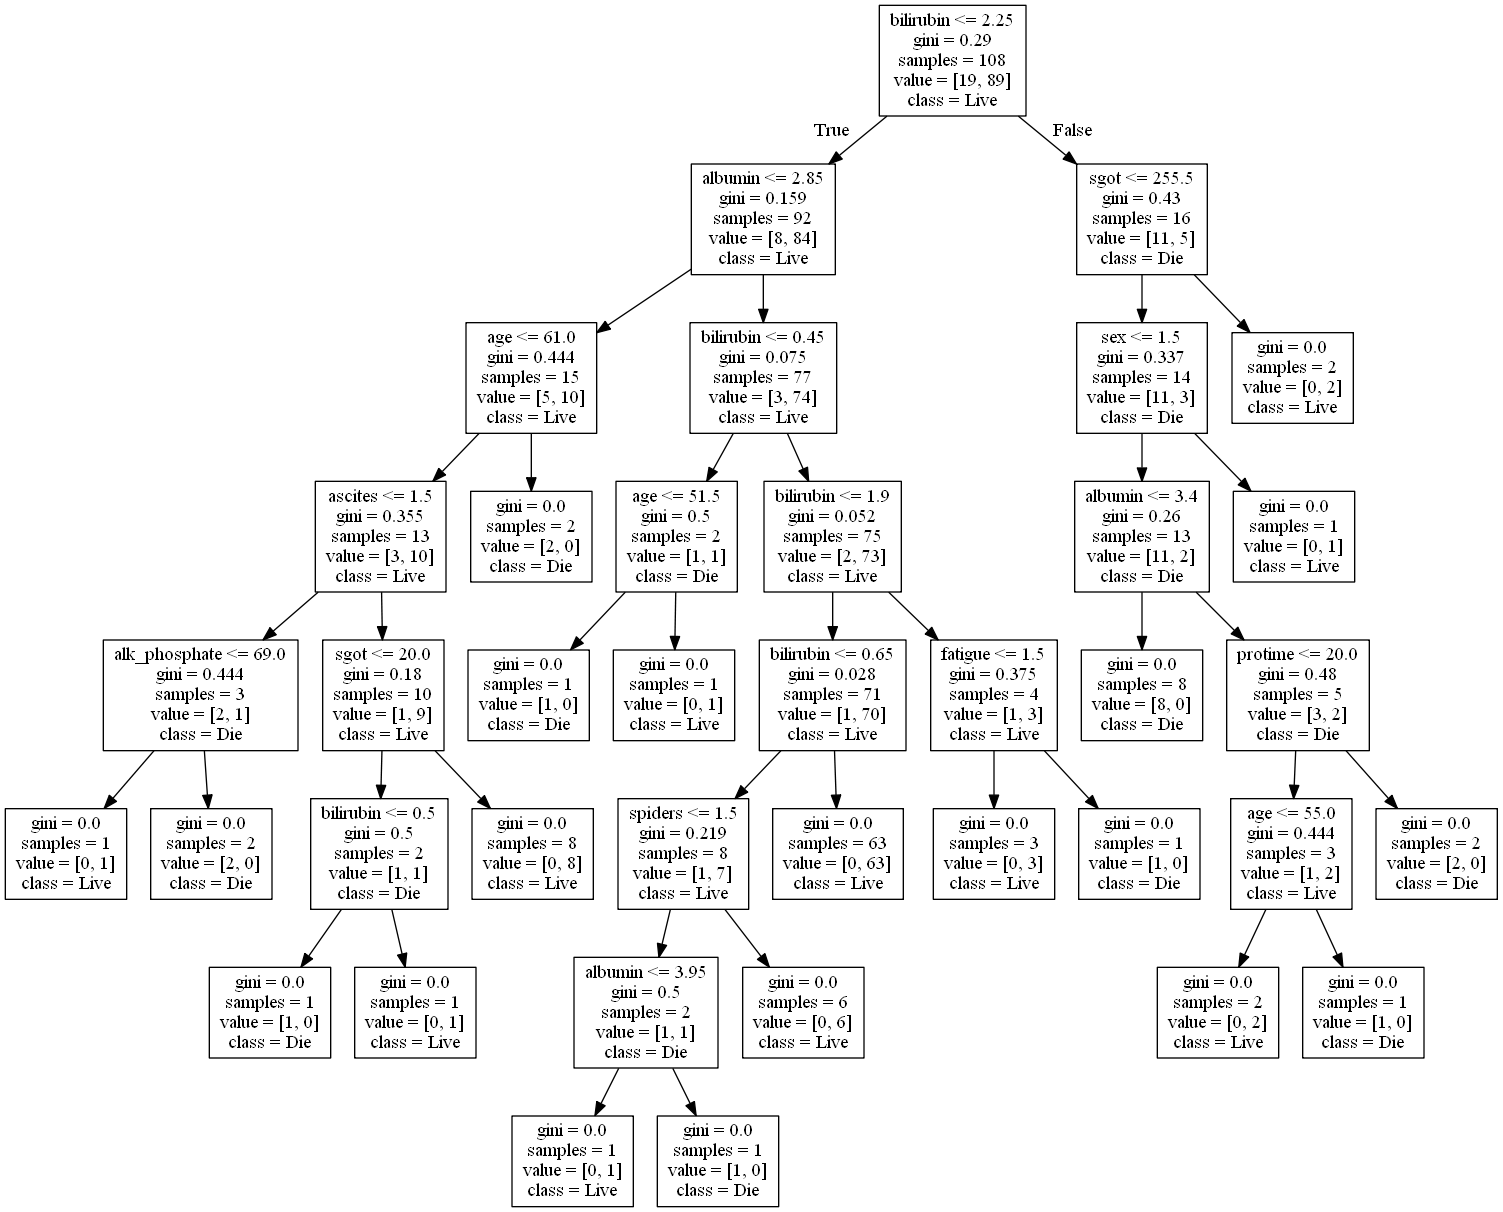 bilirubin <= 2.25
gini = 0.29
samples = 108
value = [19, 89]
class = Live
True
False
albumin <= 2.85
gini = 0.159
samples = 92
value = [8, 84]
class = Live
sgot <= 255.5
gini = 0.43
samples = 16
value = [11, 5]
class = Die
age <= 61.0
gini = 0.444
samples = 15
value = [5, 10]
class = Live
bilirubin <= 0.45
gini = 0.075
samples = 77
value = [3, 74]
class = Live
sex <= 1.5
gini = 0.337
samples = 14
value = [11, 3]
class = Die
gini = 0.0
samples = 2
value = [0, 2]
class = Live
ascites <= 1.5
gini = 0.355
samples = 13
value = [3, 10]
class = Live
gini = 0.0
samples = 2
value = [2, 0]
class = Die
age <= 51.5
gini = 0.5
samples = 2
value = [1, 1]
class = Die
bilirubin <= 1.9
gini = 0.052
samples = 75
value = [2, 73]
class = Live
albumin <= 3.4
gini = 0.26
samples = 13
value = [11, 2]
class = Die
gini = 0.0
samples = 1
value = [0, 1]
class = Live
alk_phosphate <= 69.0
gini = 0.444
samples = 3
value = [2, 1]
class = Die
sgot <= 20.0
gini = 0.18
samples = 10
value = [1, 9]
class = Live
gini = 0.0
samples = 1
value = [1, 0]
class = Die
gini = 0.0
samples = 1
value = [0, 1]
class = Live
bilirubin <= 0.65
gini = 0.028
samples = 71
value = [1, 70]
class = Live
fatigue <= 1.5
gini = 0.375
samples = 4
value = [1, 3]
class = Live
gini = 0.0
samples = 8
value = [8, 0]
class = Die
protime <= 20.0
gini = 0.48
samples = 5
value = [3, 2]
class = Die
gini = 0.0
samples = 1
value = [0, 1]
class = Live
gini = 0.0
samples = 2
value = [2, 0]
class = Die
bilirubin <= 0.5
gini = 0.5
samples = 2
value = [1, 1]
class = Die
gini = 0.0
samples = 8
value = [0, 8]
class = Live
spiders <= 1.5
gini = 0.219
samples = 8
value = [1, 7]
class = Live
gini = 0.0
samples = 63
value = [0, 63]
class = Live
gini = 0.0
samples = 3
value = [0, 3]
class = Live
gini = 0.0
samples = 1
value = [1, 0]
class = Die
age <= 55.0
gini = 0.444
samples = 3
value = [1, 2]
class = Live
gini = 0.0
samples = 2
value = [2, 0]
class = Die
gini = 0.0
samples = 1
value = [1, 0]
class = Die
gini = 0.0
samples = 1
value = [0, 1]
class = Live
albumin <= 3.95
gini = 0.5
samples = 2
value = [1, 1]
class = Die
gini = 0.0
samples = 6
value = [0, 6]
class = Live
gini = 0.0
samples = 2
value = [0, 2]
class = Live
gini = 0.0
samples = 1
value = [1, 0]
class = Die
gini = 0.0
samples = 1
value = [0, 1]
class = Live
gini = 0.0
samples = 1
value = [1, 0]
class = Die